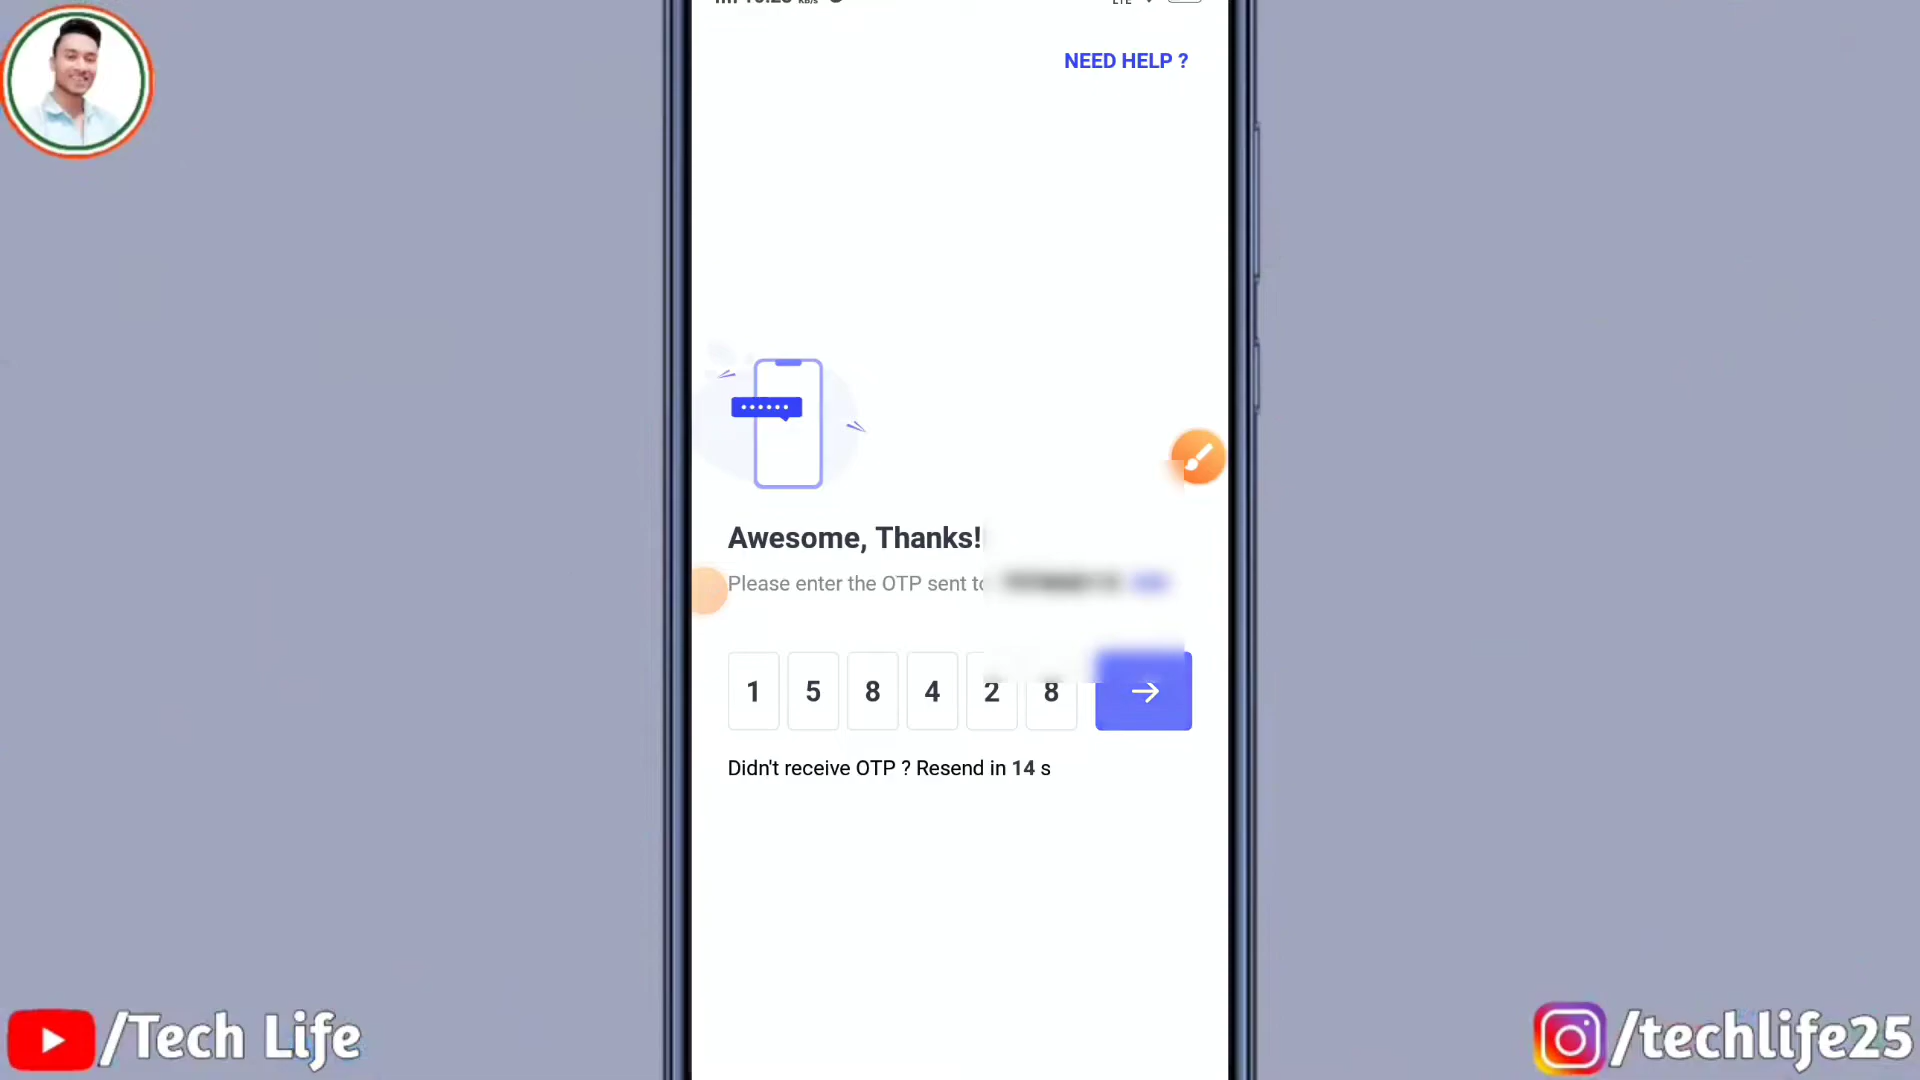 NEED HELP ?
Awesome, Thanks!
Please enter the OTP sent to
1 5 8 4 2 8
Didn't receive OTP ? Resend in 14 s
/Tech Life
/techlife25